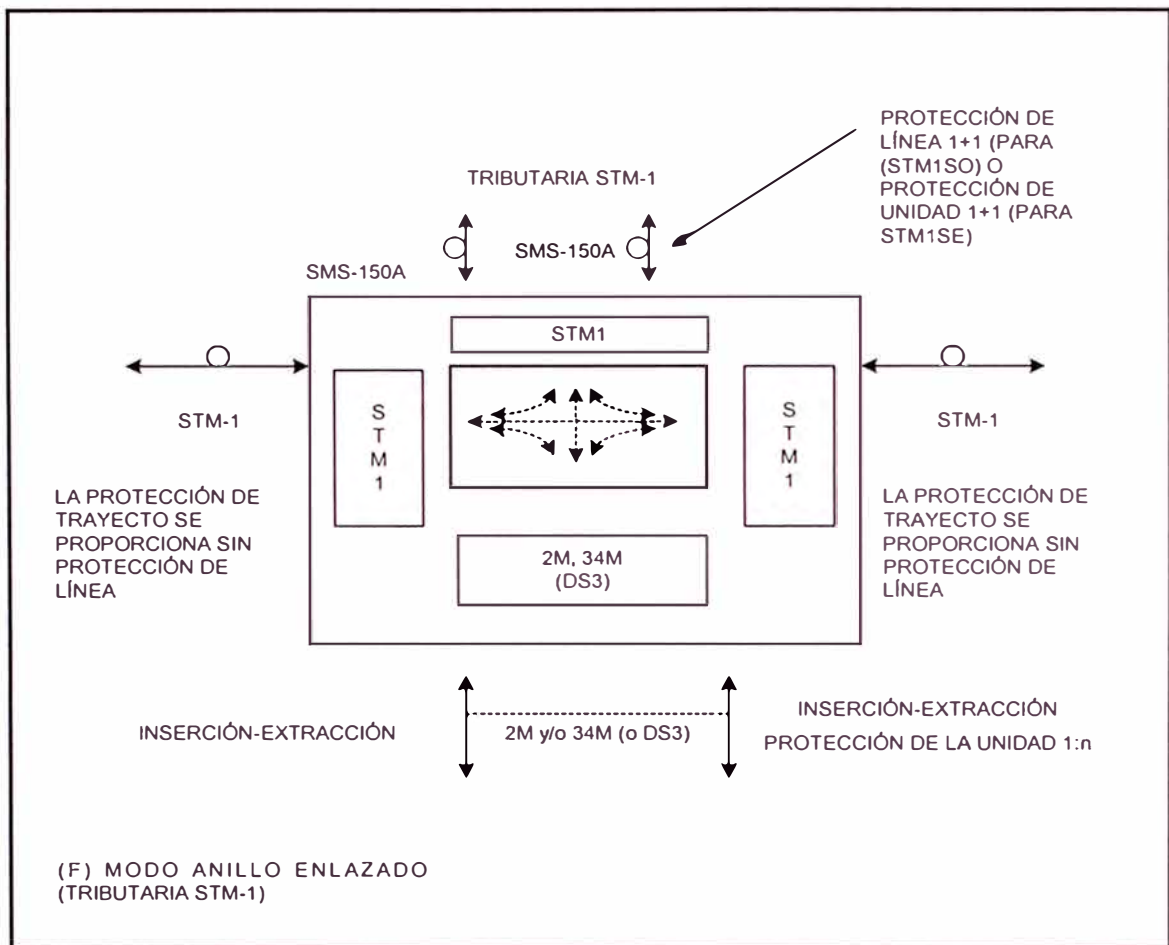 PROTECCIÓN DE
LÍNEA 1+1 (PARA
(STM1SO) O
PROTECCIÓN DE
UNIDAD 1+1 (PARA
STM1SE)
TRIBUTARIA STM-1
SMS-150A
SMS-150A
STM1
STM-1
S
T
M
1
S
T
M
1
STM-1
LA PROTECCIÓN DE
TRAYECTO SE
PROPORCIONA SIN
PROTECCIÓN DE
LÍNEA
2M, 34M
(DS3)
LA PROTECCIÓN DE
TRAYECTO SE
PROPORCIONA SIN
PROTECCIÓN DE
LÍNEA
INSERCIÓN-EXTRACCIÓN
2M y/o 34M (o DS3)
INSERCIÓN-EXTRACCIÓN
PROTECCIÓN DE LA UNIDAD 1:n
(F) MODO ANILLO ENLAZADO
(TRIBUTARIA STM-1)